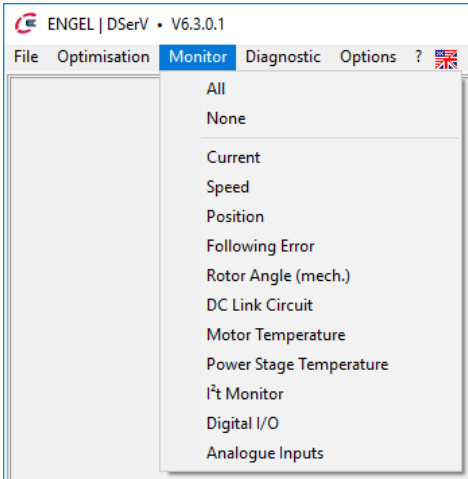 ENGEL | DSerV • V6.3.0.1
File Optimisation Monitor Diagnostic Options ?
All
None
Current
Speed
Position
Following Error
Rotor Angle (mech.)
DC Link Circuit
Motor Temperature
Power Stage Temperature
I²t Monitor
Digital I/O
Analogue Inputs